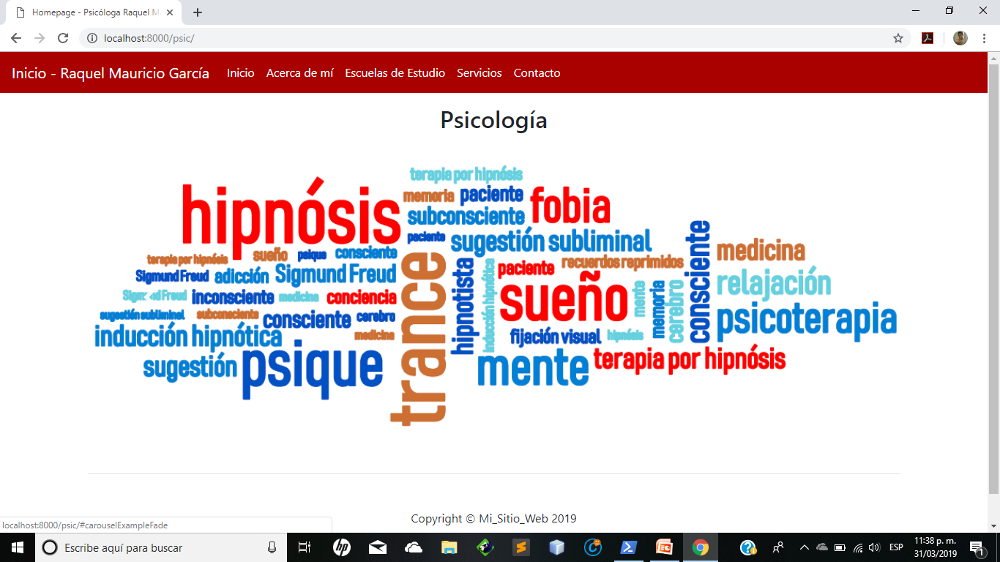 Homepage - Psicóloga Raquel M
localhost:8000/psic/
Inicio - Raquel Mauricio García Inicio Acerca de mí Escuelas de Estudio Servicios Contacto
Psicología
terapia por hipnósis
hipnósis
memoria
paciente
fobia
subconsciente
paciente
sugestión subliminal
terapia por hipnósis
sueño
psique
consciente
Sigmund Freud
adicción
Sigmund Freud
inconsciente
medicina
conciencia
sugestión subliminal
subconsciente
consciente
cerebro
inducción hipnótica
medicina
sugestión
psique
trance
hipnotista
inducción hipnótica
paciente
recuerdos reprimidos
sueño
mente
memoria
cerebro
consciente
fijación visual
hipnósis
mente
terapia por hipnósis
medicina
relajación
psicoterapia
Copyright © Mi_Sitio_Web 2019
localhost:8000/psic/#carouselExampleFade
Escribe aquí para buscar
ESP
11:38 p. m.
31/03/2019
1